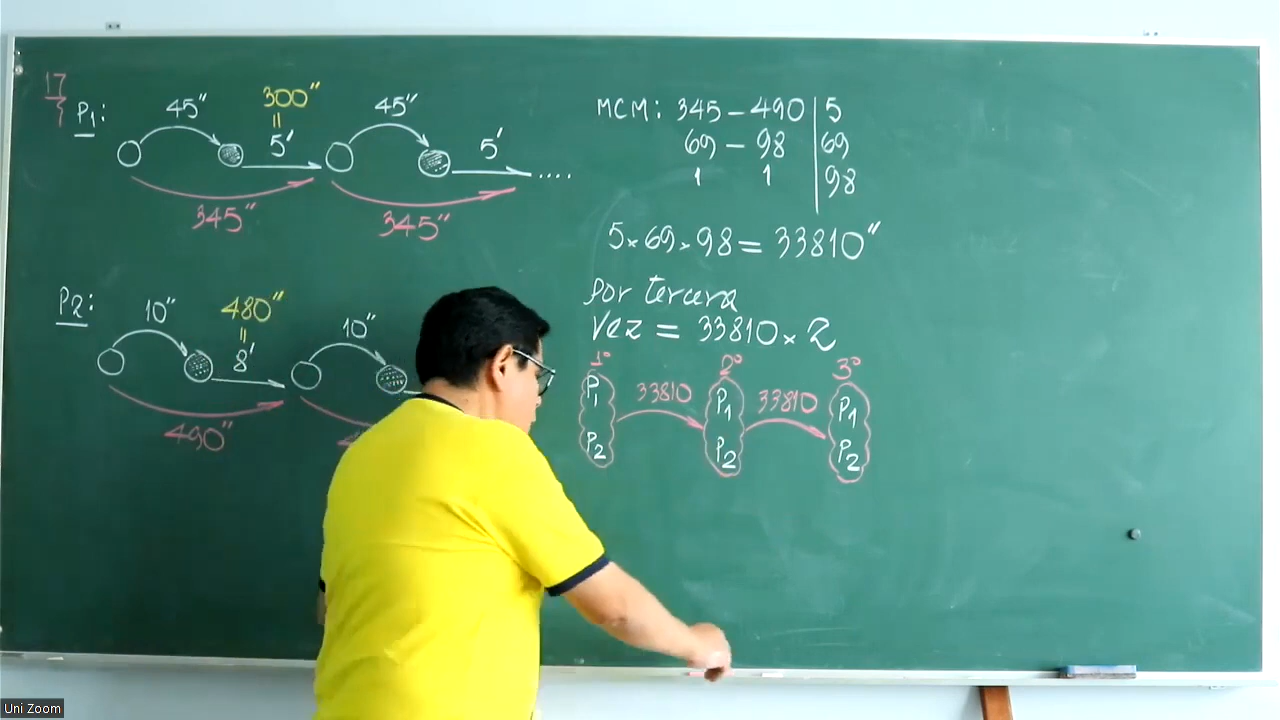 17
P1:
45"
300"
=
5'
45"
5'
....
345"
345"
P2:
10"
480"
=
8'
10"
490"
MCM: 345 - 490 | 5
69 - 98 | 69
1 1 | 98
5 x 69 x 98 = 33810"
por tercera
vez = 33810 x 2
1° 2° 3°
P1 33810 P1 33810 P1
P2 P2 P2
Uni Zoom